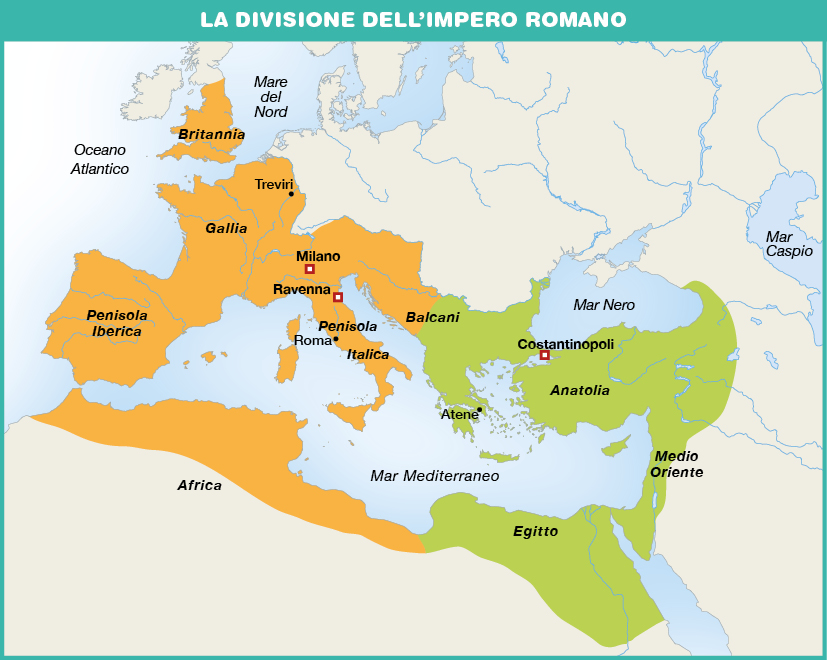 LA DIVISIONE DELL'IMPERO ROMANO
Mare
del
Nord
Britannia
Oceano
Atlantico
Treviri
Gallia
Mar
Caspio
Milano
Ravenna
Mar Nero
Penisola
Iberica
Balcani
Penisola
Italica
Roma
Costantinopoli
Anatolia
Atene
Medio
Oriente
Mar Mediterraneo
Africa
Egitto